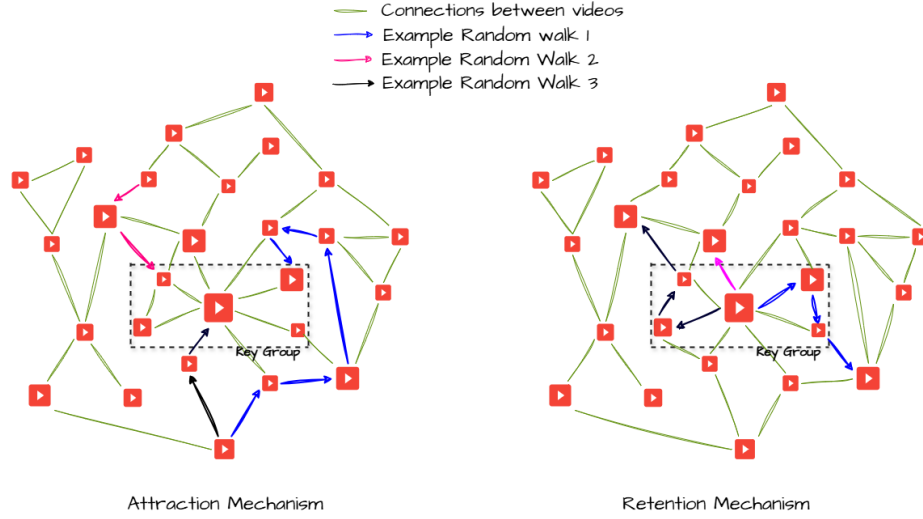 Connections between videos
Example Random walk 1
Example Random Walk 2
Example Random Walk 3
Key Group
Key Group
Attraction Mechanism
Retention Mechanism